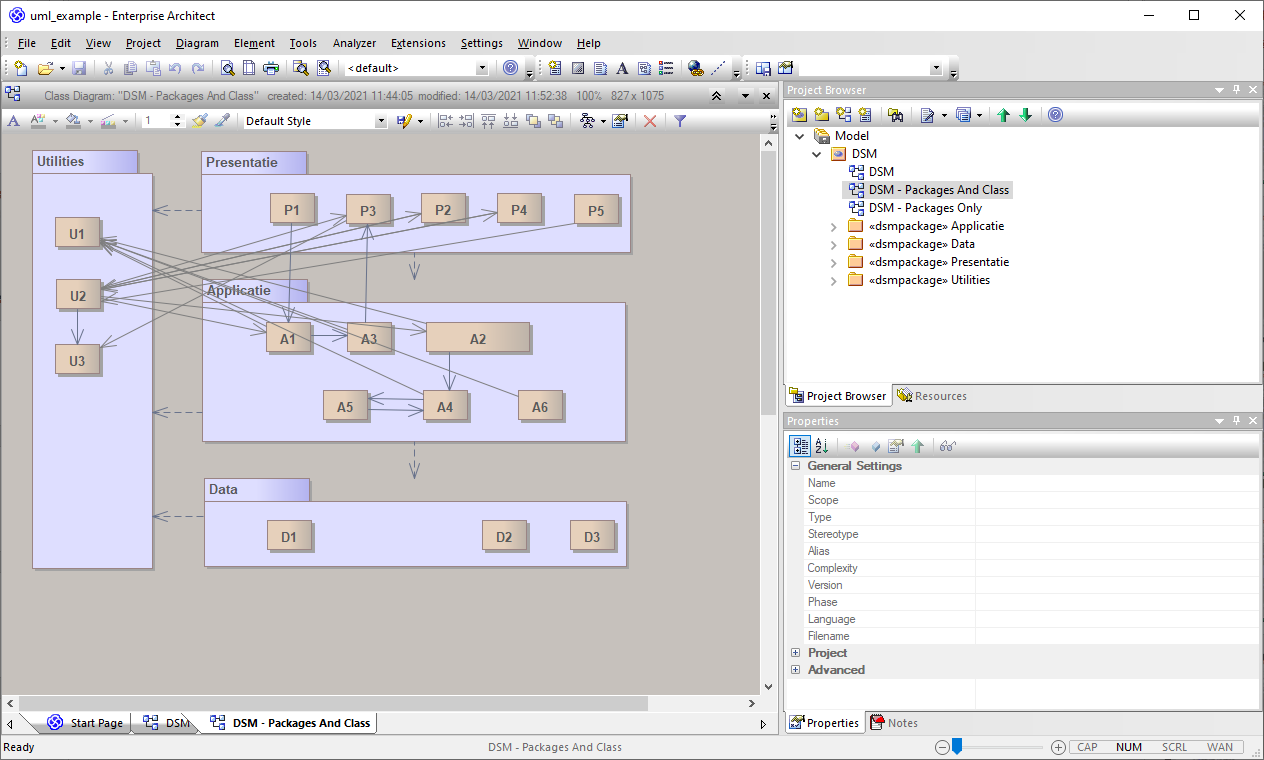 uml_example - Enterprise Architect
File Edit View Project Diagram Element Tools Analyzer Extensions Settings Window Help
<default>
Class Diagram: "DSM - Packages And Class" created: 14/03/2021 11:44:05 modified: 14/03/2021 11:52:38 100% 827 x 1075
1 Default Style
Utilities
U1
U2
U3
Presentatie
P1 P3 P2 P4 P5
Applicatie
A1 A3 A2
A5 A4 A6
Data
D1 D2 D3
Start Page DSM DSM - Packages And Class
Project Browser
Model
DSM
DSM
DSM - Packages And Class
DSM - Packages Only
«dsmpackage» Applicatie
«dsmpackage» Data
«dsmpackage» Presentatie
«dsmpackage» Utilities
Project Browser Resources
Properties
General Settings
Name
Scope
Type
Stereotype
Alias
Complexity
Version
Phase
Language
Filename
Project
Advanced
Properties Notes
Ready DSM - Packages And Class CAP NUM SCRL WAN